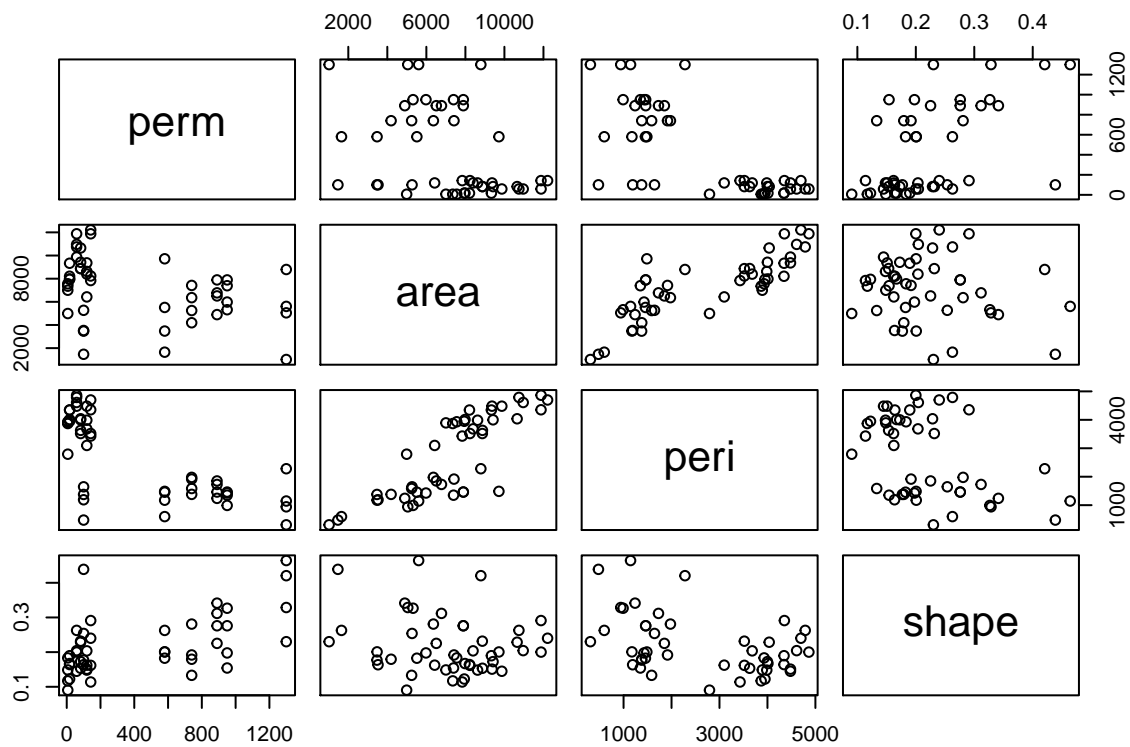 2000 6000 10000 0.1 0.2 0.3 0.4
perm 0 600 1200
2000 8000 area
peri 1000 4000
0.1 0.3 shape
0 400 800 1200 1000 3000 5000